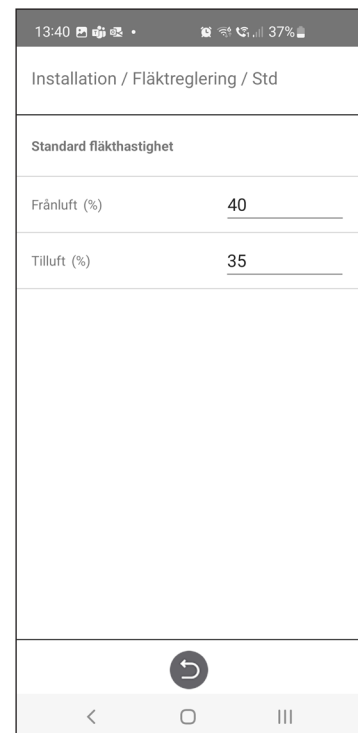 13:40 37%
Installation / Fläktreglering / Std
Standard fläkthastighet
Frånluft (%) 40
Tilluft (%) 35